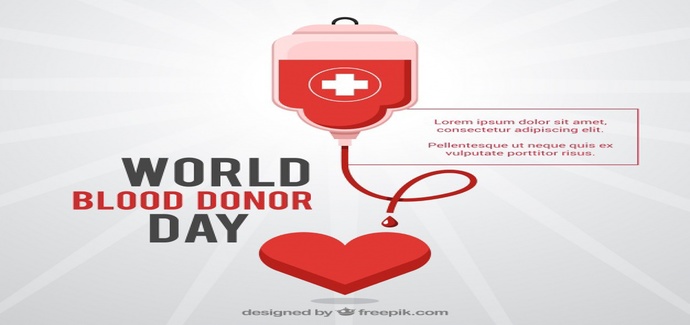 WORLD
BLOOD DONOR
DAY
Lorem ipsum dolor sit amet,
consectetur adipiscing elit.
Pellentesque ut neque quis ex
vulputate porttitor risus.
designed by freepik.com